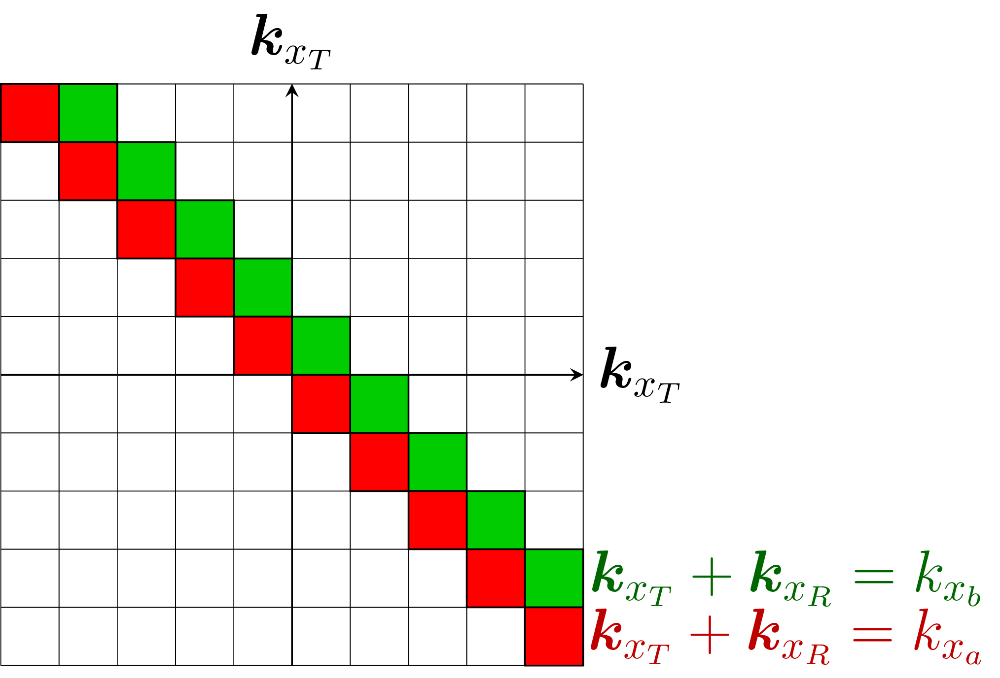 k_{x_T}
k_{x_T}
k_{x_T} + k_{x_R} = k_{x_b}
k_{x_T} + k_{x_R} = k_{x_a}